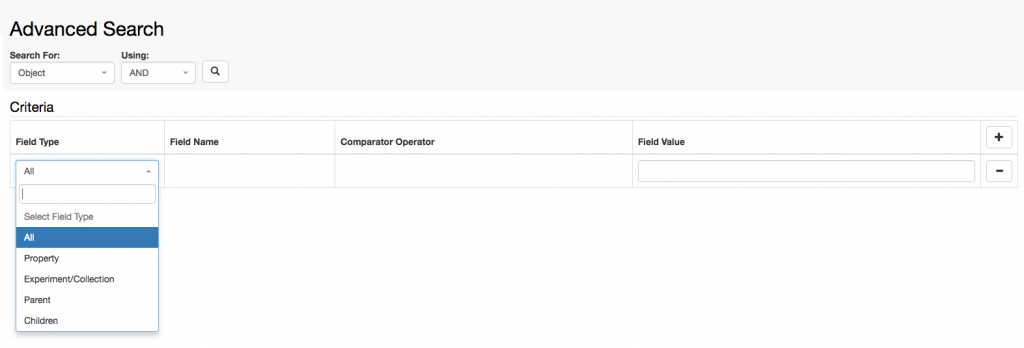 Advanced Search
Search For: Using:
Object AND
Criteria
Field Type Field Name Comparator Operator Field Value
All
Select Field Type
All
Property
Experiment/Collection
Parent
Children